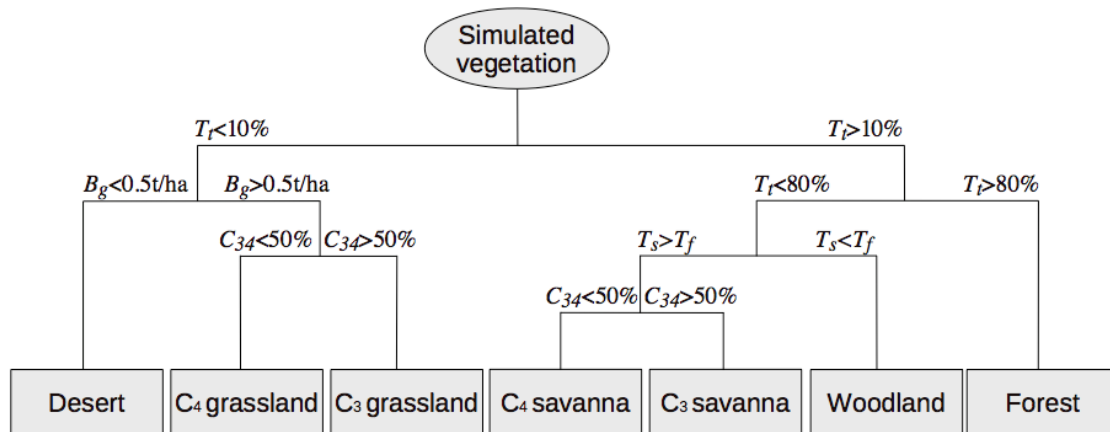 Simulated
vegetation
Tt<10%
Tt>10%
Bg<0.5t/ha
Bg>0.5t/ha
Tt<80%
Tt>80%
C34<50%
C34>50%
Ts>Tf
Ts<Tf
C34<50%
C34>50%
Desert
C4 grassland
C3 grassland
C4 savanna
C3 savanna
Woodland
Forest